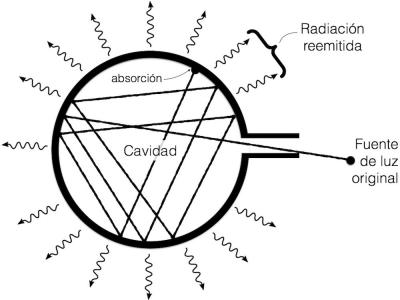 Radiación
reemitida
absorción
Cavidad
Fuente
de luz
original